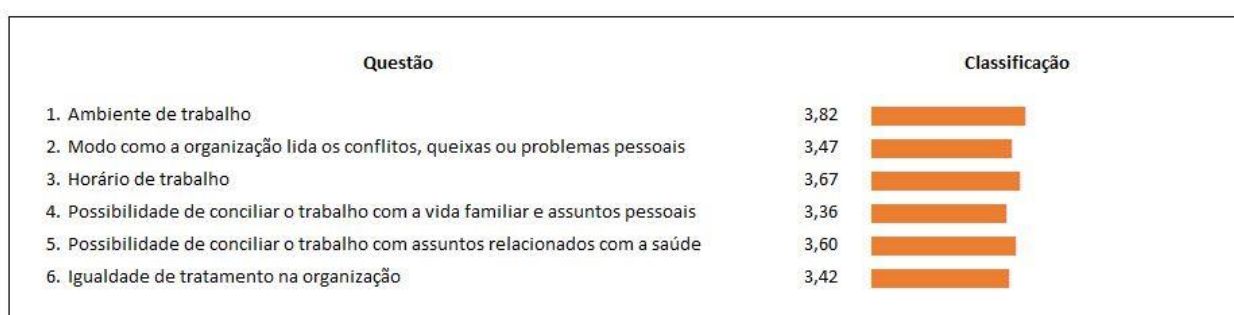 Questão Classificação
1. Ambiente de trabalho 3,82
2. Modo como a organização lida os conflitos, queixas ou problemas pessoais 3,47
3. Horário de trabalho 3,67
4. Possibilidade de conciliar o trabalho com a vida familiar e assuntos pessoais 3,36
5. Possibilidade de conciliar o trabalho com assuntos relacionados com a saúde 3,60
6. Igualdade de tratamento na organização 3,42